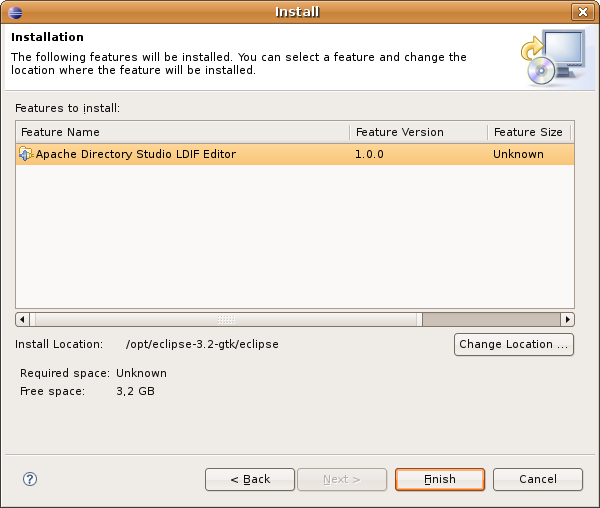 Install
Installation
The following features will be installed. You can select a feature and change the
location where the feature will be installed.
Features to install:
Feature Name Feature Version Feature Size
Apache Directory Studio LDIF Editor 1.0.0 Unknown
Install Location: /opt/eclipse-3.2-gtk/eclipse Change Location ...
Required space: Unknown
Free space: 3,2 GB
? < Back Next > Finish Cancel